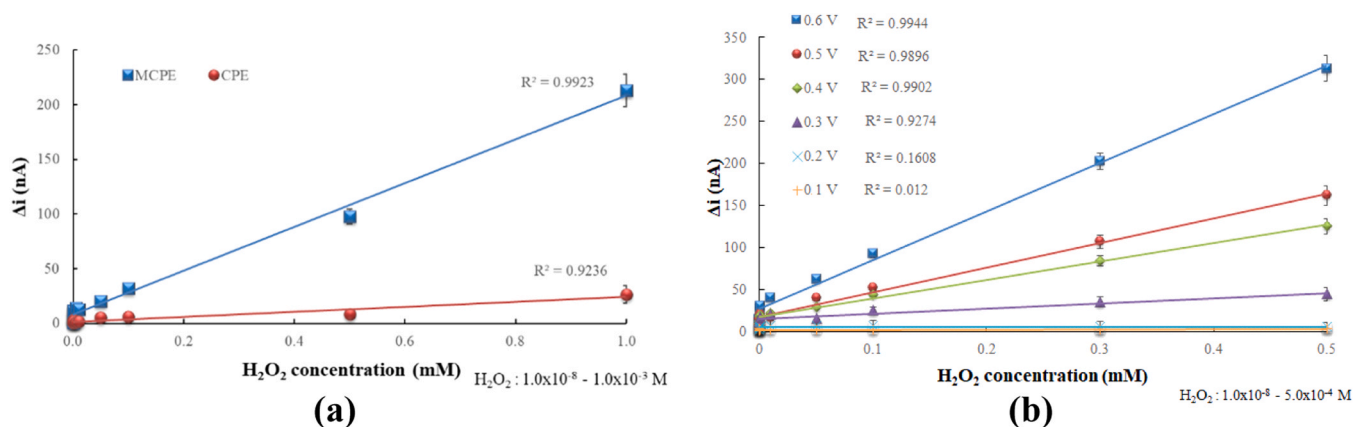 250
200
150
100
50
0
MCPE CPE
R² = 0.9923
R² = 0.9236
Δi (nA)
0.0 0.2 0.4 0.6 0.8 1.0
H₂O₂ concentration (mM)
H₂O₂ : 1.0x10⁻⁸ - 1.0x10⁻³ M
(a)
0.6 V R² = 0.9944
0.5 V R² = 0.9896
0.4 V R² = 0.9902
0.3 V R² = 0.9274
0.2 V R² = 0.1608
0.1 V R² = 0.012
350
300
250
200
150
100
50
0
Δi (nA)
0 0.1 0.2 0.3 0.4 0.5
H₂O₂ concentration (mM)
H₂O₂ : 1.0x10⁻⁸ - 5.0x10⁻⁴ M
(b)